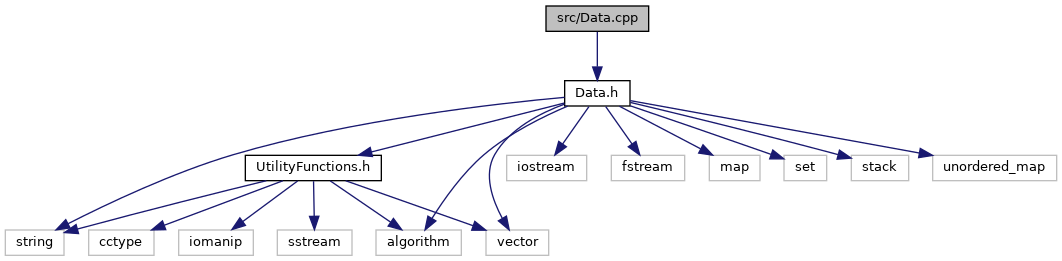 src/Data.cpp
Data.h
UtilityFunctions.h
iostream
fstream
map
set
stack
unordered_map
string
cctype
iomanip
sstream
algorithm
vector